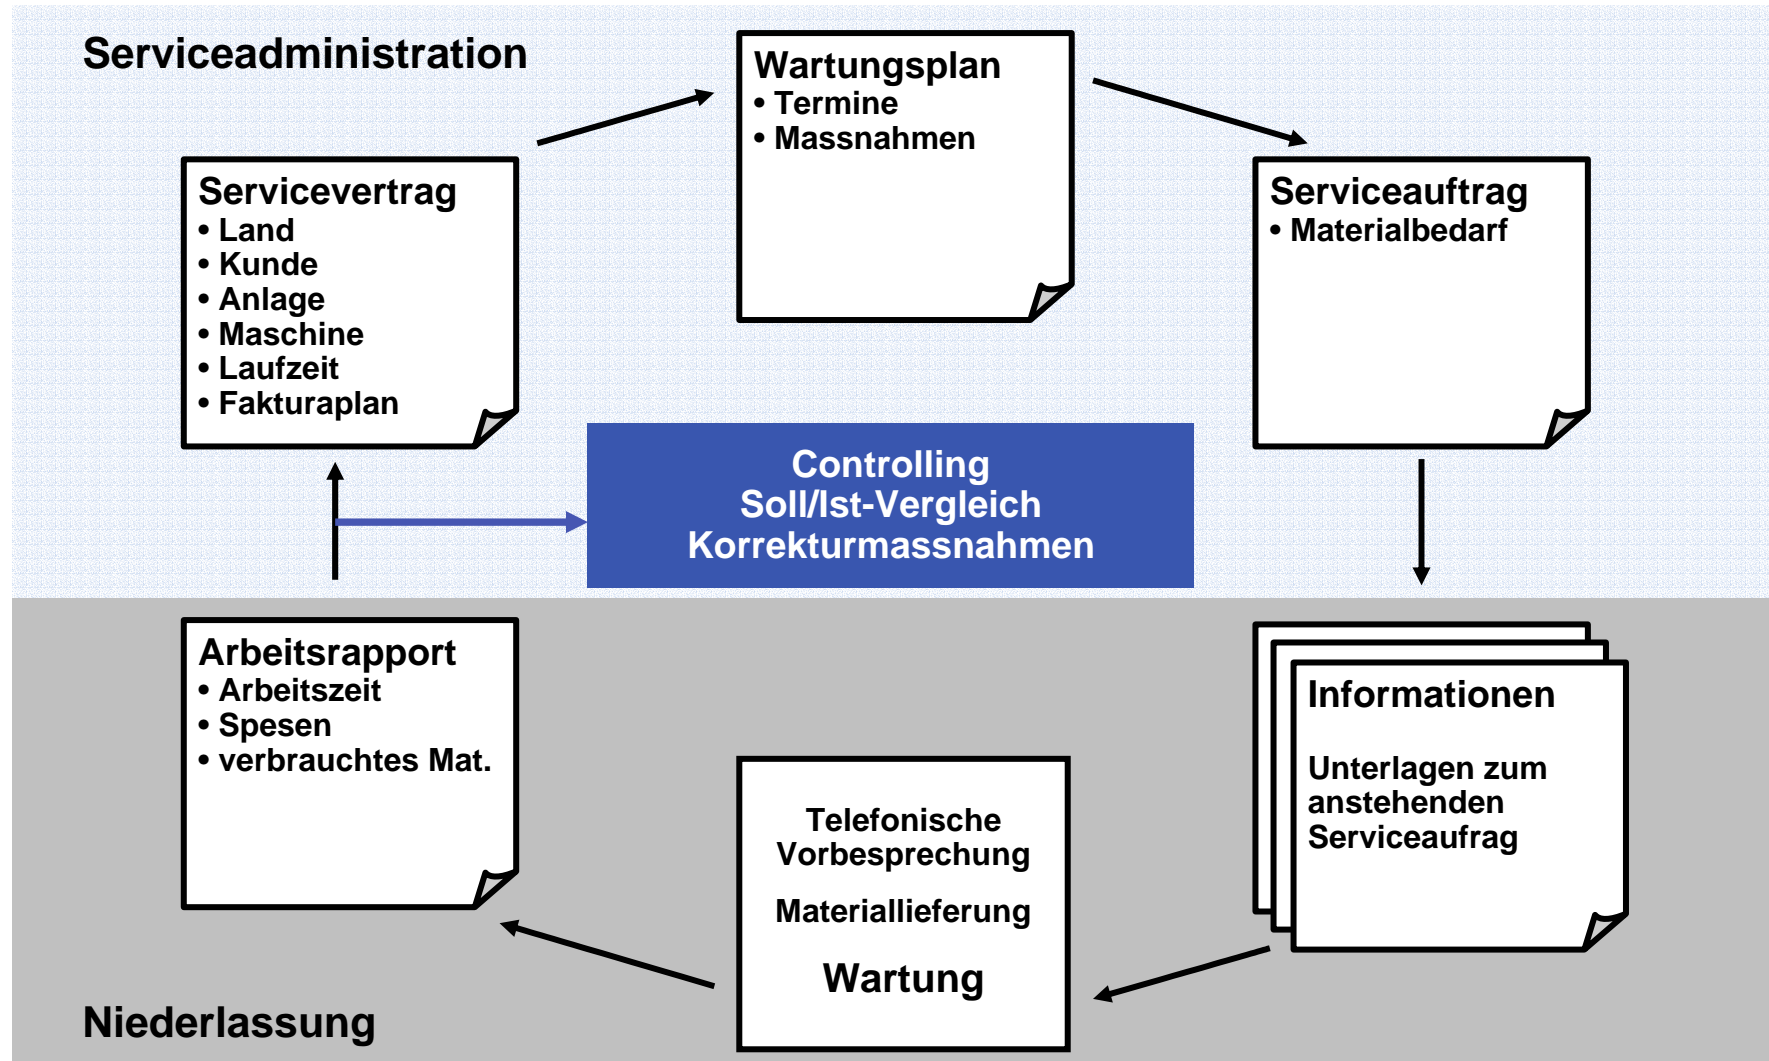 Serviceadministration
Wartungsplan
• Termine
• Massnahmen
Servicevertrag
• Land
• Kunde
• Anlage
• Maschine
• Laufzeit
• Fakturaplan
Serviceauftrag
• Materialbedarf
Controlling
Soll/Ist-Vergleich
Korrekturmassnahmen
Arbeitsrapport
• Arbeitszeit
• Spesen
• verbrauchtes Mat.
Telefonische
Vorbesprechung
Materiallieferung
Wartung
Informationen
Unterlagen zum
anstehenden
Serviceaufrag
Niederlassung